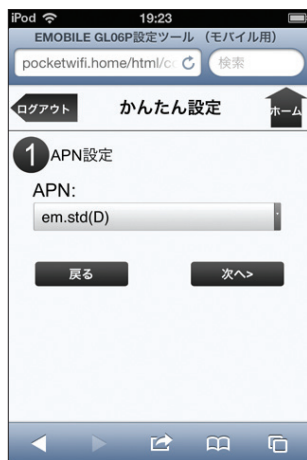 iPod 19:23
EMOBILE GL06P設定ツール （モバイル用）
pocketwifi.home/html/c
検索
ログアウト
かんたん設定
ホーム
1 APN設定
APN:
em.std(D)
戻る
次へ>